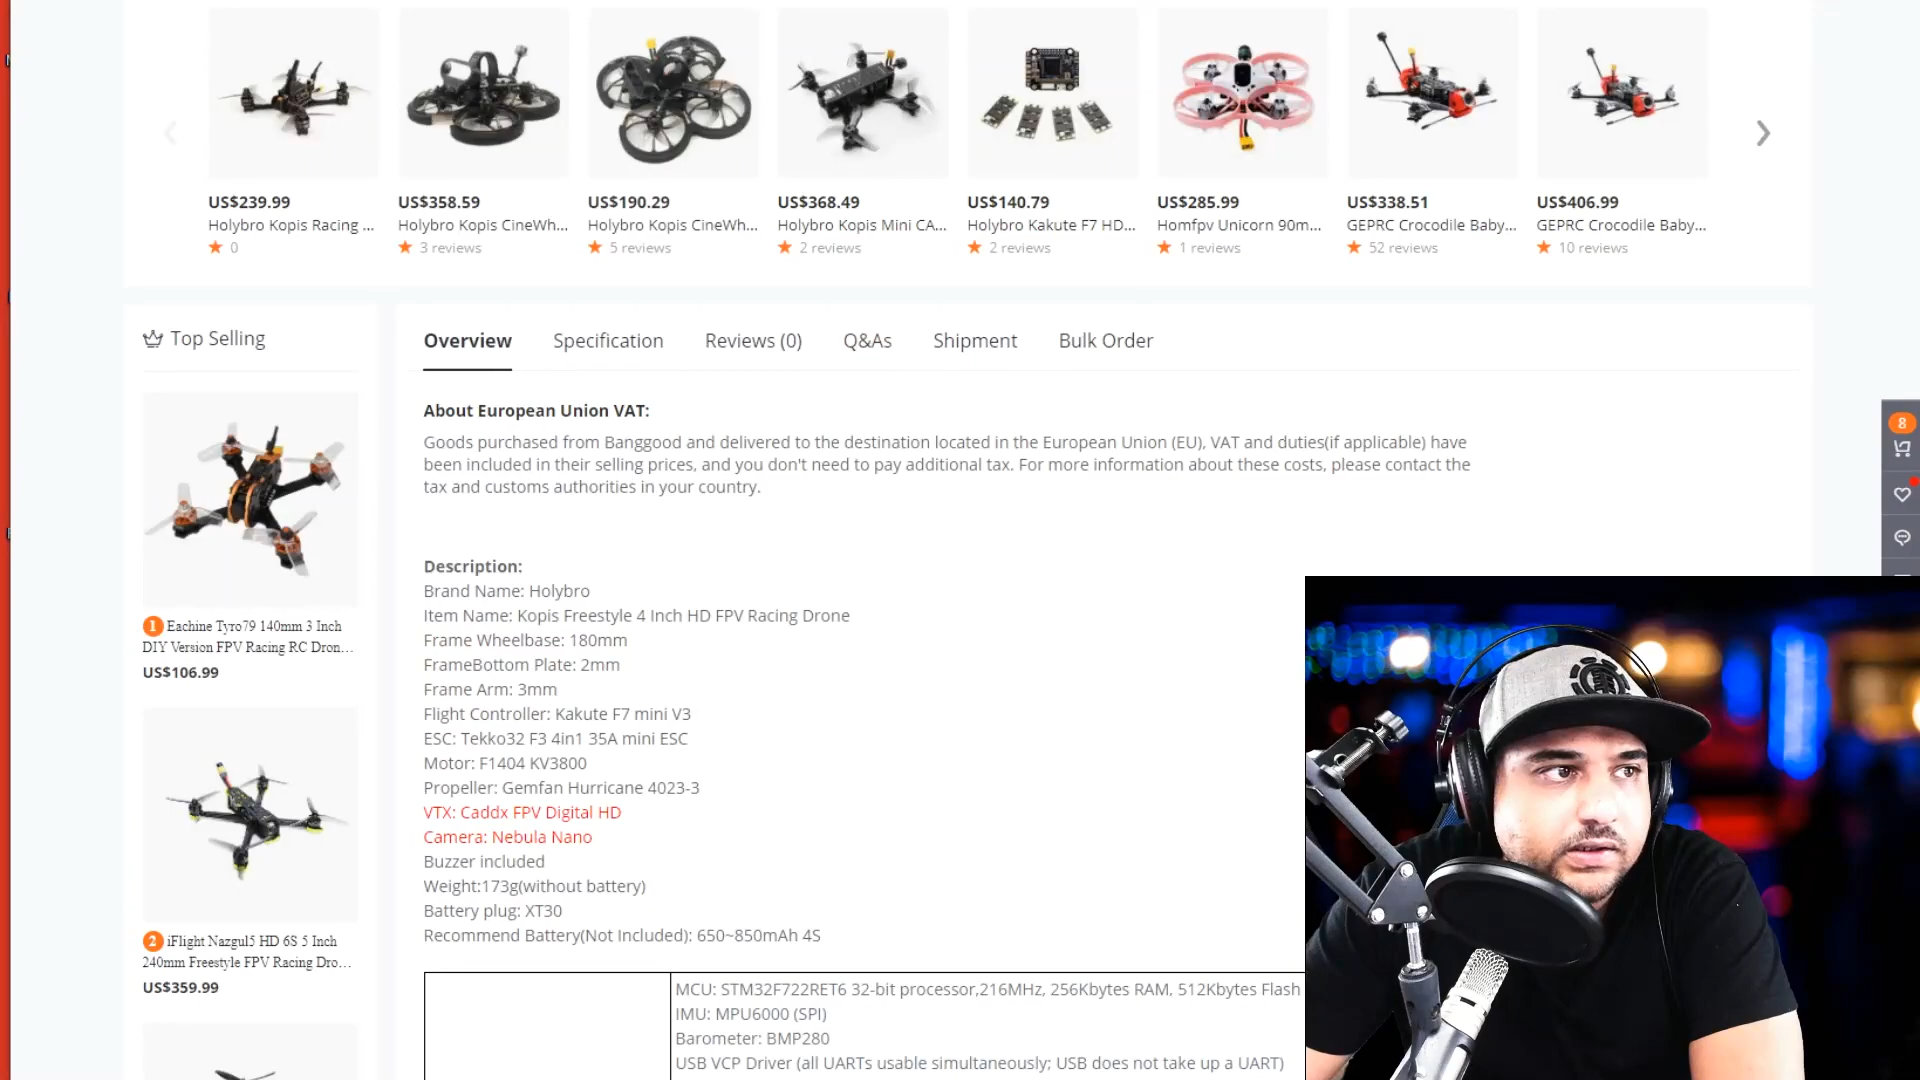 US$239.99
Holybro Kopis Racing ...
0
US$358.59
Holybro Kopis CineWh...
3 reviews
US$190.29
Holybro Kopis CineWh...
5 reviews
US$368.49
Holybro Kopis Mini CA...
2 reviews
US$140.79
Holybro Kakute F7 HD...
2 reviews
US$285.99
Homfpv Unicorn 90m...
1 reviews
US$338.51
GEPRC Crocodile Baby...
52 reviews
US$406.99
GEPRC Crocodile Baby...
10 reviews
Top Selling
1 Eachine Tyro79 140mm 3 Inch
DIY Version FPV Racing RC Dron...
US$106.99
2 iFlight Nazgul5 HD 6S 5 Inch
240mm Freestyle FPV Racing Dro...
US$359.99
Overview Specification Reviews (0) Q&As Shipment Bulk Order
About European Union VAT:
Goods purchased from Banggood and delivered to the destination located in the European Union (EU), VAT and duties(if applicable) have
been included in their selling prices, and you don't need to pay additional tax. For more information about these costs, please contact the
tax and customs authorities in your country.
Description:
Brand Name: Holybro
Item Name: Kopis Freestyle 4 Inch HD FPV Racing Drone
Frame Wheelbase: 180mm
FrameBottom Plate: 2mm
Frame Arm: 3mm
Flight Controller: Kakute F7 mini V3
ESC: Tekko32 F3 4in1 35A mini ESC
Motor: F1404 KV3800
Propeller: Gemfan Hurricane 4023-3
VTX: Caddx FPV Digital HD
Camera: Nebula Nano
Buzzer included
Weight:173g(without battery)
Battery plug: XT30
Recommend Battery(Not Included): 650~850mAh 4S
MCU: STM32F722RET6 32-bit processor,216MHz, 256Kbytes RAM, 512Kbytes Flash
IMU: MPU6000 (SPI)
Barometer: BMP280
USB VCP Driver (all UARTs usable simultaneously; USB does not take up a UART)
8